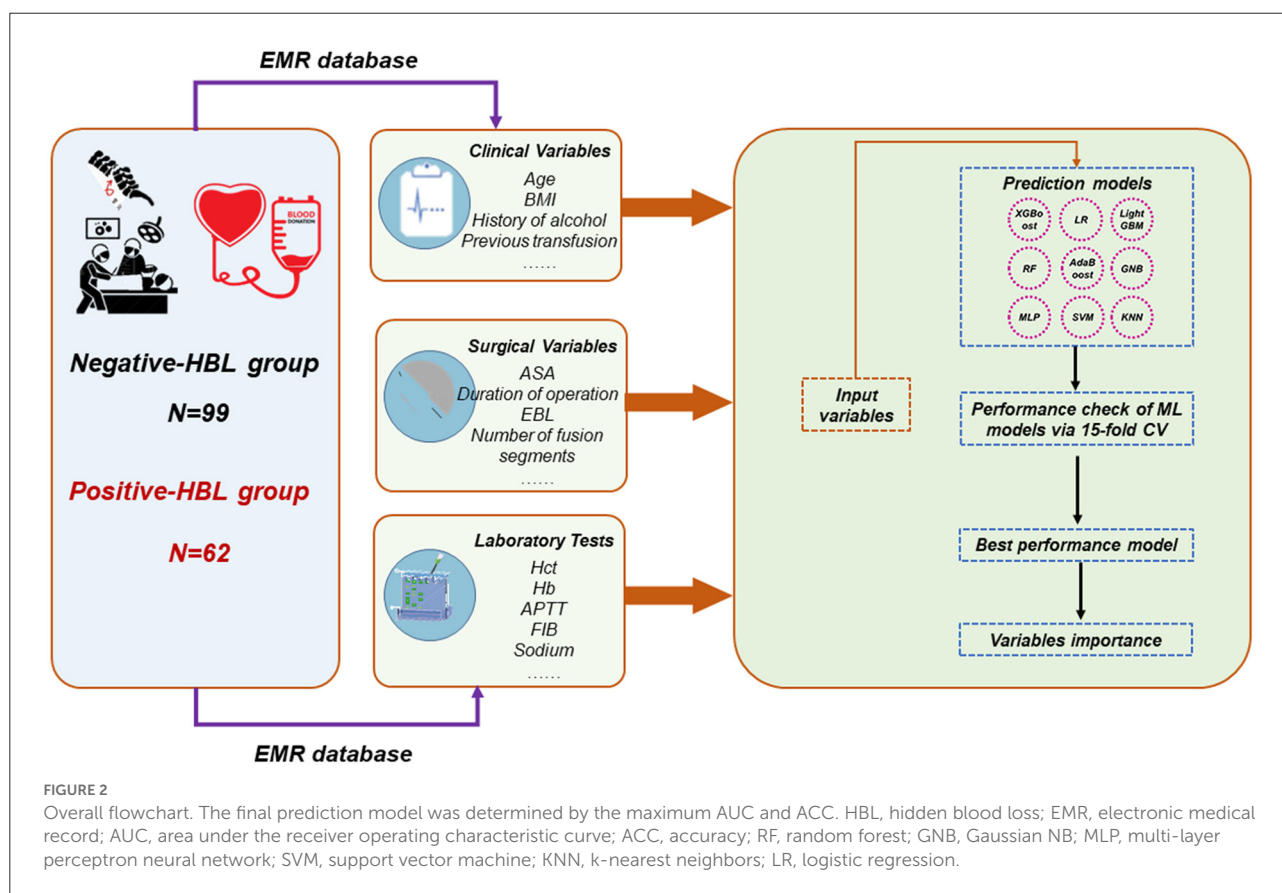 EMR database
BLOOD
DONATION
Negative-HBL group
N=99
Positive-HBL group
N=62
EMR database
Clinical Variables
Age
BMI
History of alcohol
Previous transfusion
......
Surgical Variables
ASA
Duration of operation
EBL
Number of fusion
segments
......
Laboratory Tests
Hct
Hb
APTT
FIB
Sodium
......
Input
variables
Prediction models
XGBo
ost
LR
Light
GBM
RF
AdaB
oost
GNB
MLP
SVM
KNN
Performance check of ML
models via 15-fold CV
Best performance model
Variables importance
FIGURE 2
Overall flowchart. The final prediction model was determined by the maximum AUC and ACC. HBL, hidden blood loss; EMR, electronic medical
record; AUC, area under the receiver operating characteristic curve; ACC, accuracy; RF, random forest; GNB, Gaussian NB; MLP, multi-layer
perceptron neural network; SVM, support vector machine; KNN, k-nearest neighbors; LR, logistic regression.